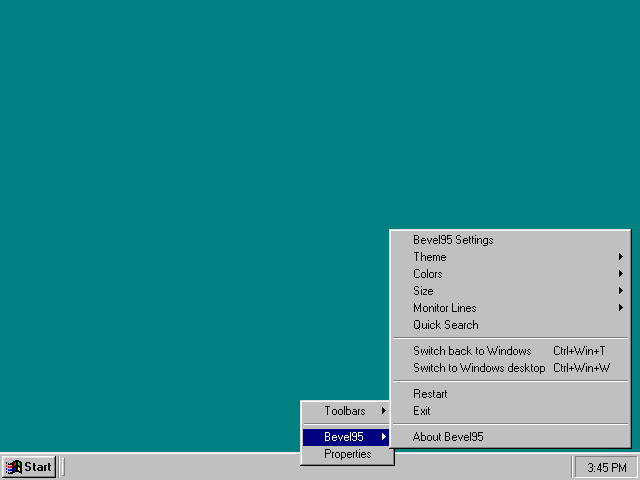 Bevel95 Settings
Theme
Colors
Size
Monitor Lines
Quick Search
Switch back to Windows Ctrl+Win+T
Switch to Windows desktop Ctrl+Win+W
Restart
Exit
About Bevel95
Toolbars
Bevel95
Properties
Start
3:45 PM